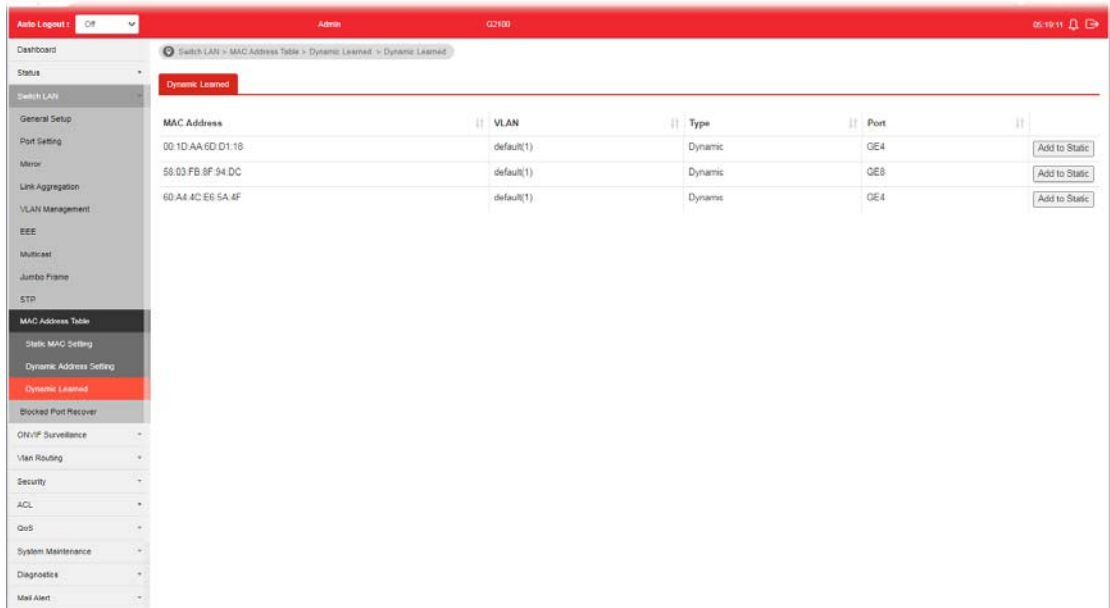 Auto Logout : Off Admin G2100 05:19:11
Dashboard
Switch LAN > MAC Address Table > Dynamic Learned > Dynamic Learned
Status
Dynamic Learned
Switch LAN
General Setup
MAC Address VLAN Type Port
Port Setting
00:1D:AA:6D:D1:18 default(1) Dynamic GE4 Add to Static
Mirror
58:03:FB:8F:94:DC default(1) Dynamic GE8 Add to Static
Link Aggregation
60:A4:4C:E6:5A:4F default(1) Dynamic GE4 Add to Static
VLAN Management
EEE
Multicast
Jumbo Frame
STP
MAC Address Table
Static MAC Setting
Dynamic Address Setting
Dynamic Learned
Blocked Port Recover
ONVIF Surveillance
Vlan Routing
Security
ACL
QoS
System Maintenance
Diagnostics
Mail Alert